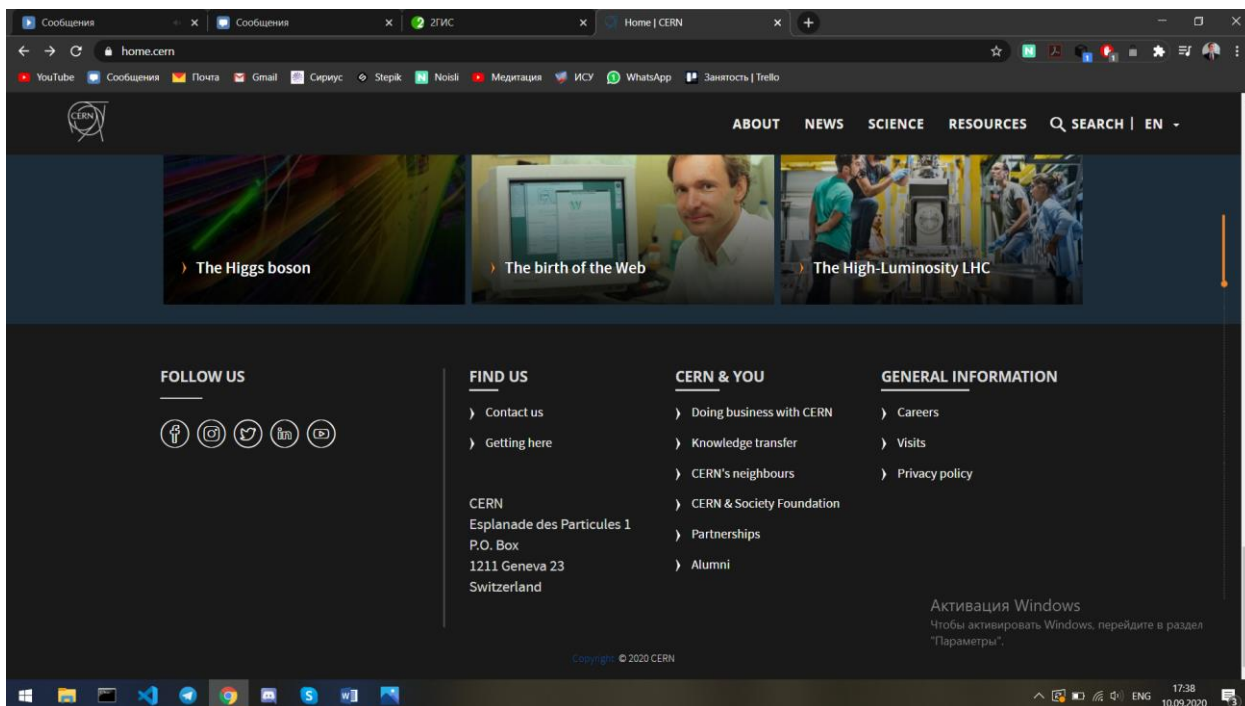 Сообщения
Сообщения
2ГИС
Home | CERN
home.cern
YouTube
Сообщения
Почта
Gmail
Сириус
Stepik
Noisli
Медитация
ИСУ
WhatsApp
Занятость | Trello
CERN
ABOUT
NEWS
SCIENCE
RESOURCES
SEARCH |
EN
The Higgs boson
The birth of the Web
The High-Luminosity LHC
FOLLOW US
FIND US
Contact us
Getting here
CERN
Esplanade des Particules 1
P.O. Box
1211 Geneva 23
Switzerland
CERN & YOU
Doing business with CERN
Knowledge transfer
CERN's neighbours
CERN & Society Foundation
Partnerships
Alumni
GENERAL INFORMATION
Careers
Visits
Privacy policy
Активация Windows
Чтобы активировать Windows, перейдите в раздел
"Параметры".
Copyright © 2020 CERN
ENG
17:38
10.09.2020
3